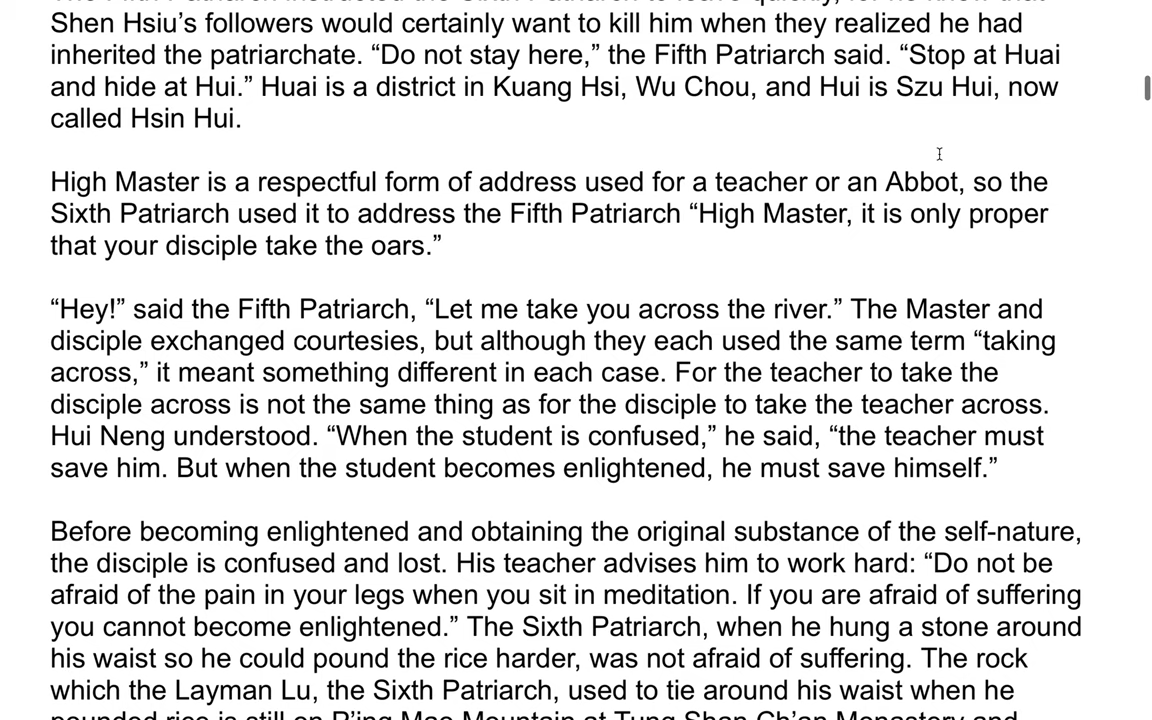 Shen Hsiu’s followers would certainly want to kill him when they realized he had
inherited the patriarchate. “Do not stay here,” the Fifth Patriarch said. “Stop at Huai
and hide at Hui.” Huai is a district in Kuang Hsi, Wu Chou, and Hui is Szu Hui, now
called Hsin Hui.
High Master is a respectful form of address used for a teacher or an Abbot, so the
Sixth Patriarch used it to address the Fifth Patriarch “High Master, it is only proper
that your disciple take the oars.”
“Hey!” said the Fifth Patriarch, “Let me take you across the river.” The Master and
disciple exchanged courtesies, but although they each used the same term “taking
across,” it meant something different in each case. For the teacher to take the
disciple across is not the same thing as for the disciple to take the teacher across.
Hui Neng understood. “When the student is confused,” he said, “the teacher must
save him. But when the student becomes enlightened, he must save himself.”
Before becoming enlightened and obtaining the original substance of the self-nature,
the disciple is confused and lost. His teacher advises him to work hard: “Do not be
afraid of the pain in your legs when you sit in meditation. If you are afraid of suffering
you cannot become enlightened.” The Sixth Patriarch, when he hung a stone around
his waist so he could pound the rice harder, was not afraid of suffering. The rock
which the Layman Lu, the Sixth Patriarch, used to tie around his waist when he